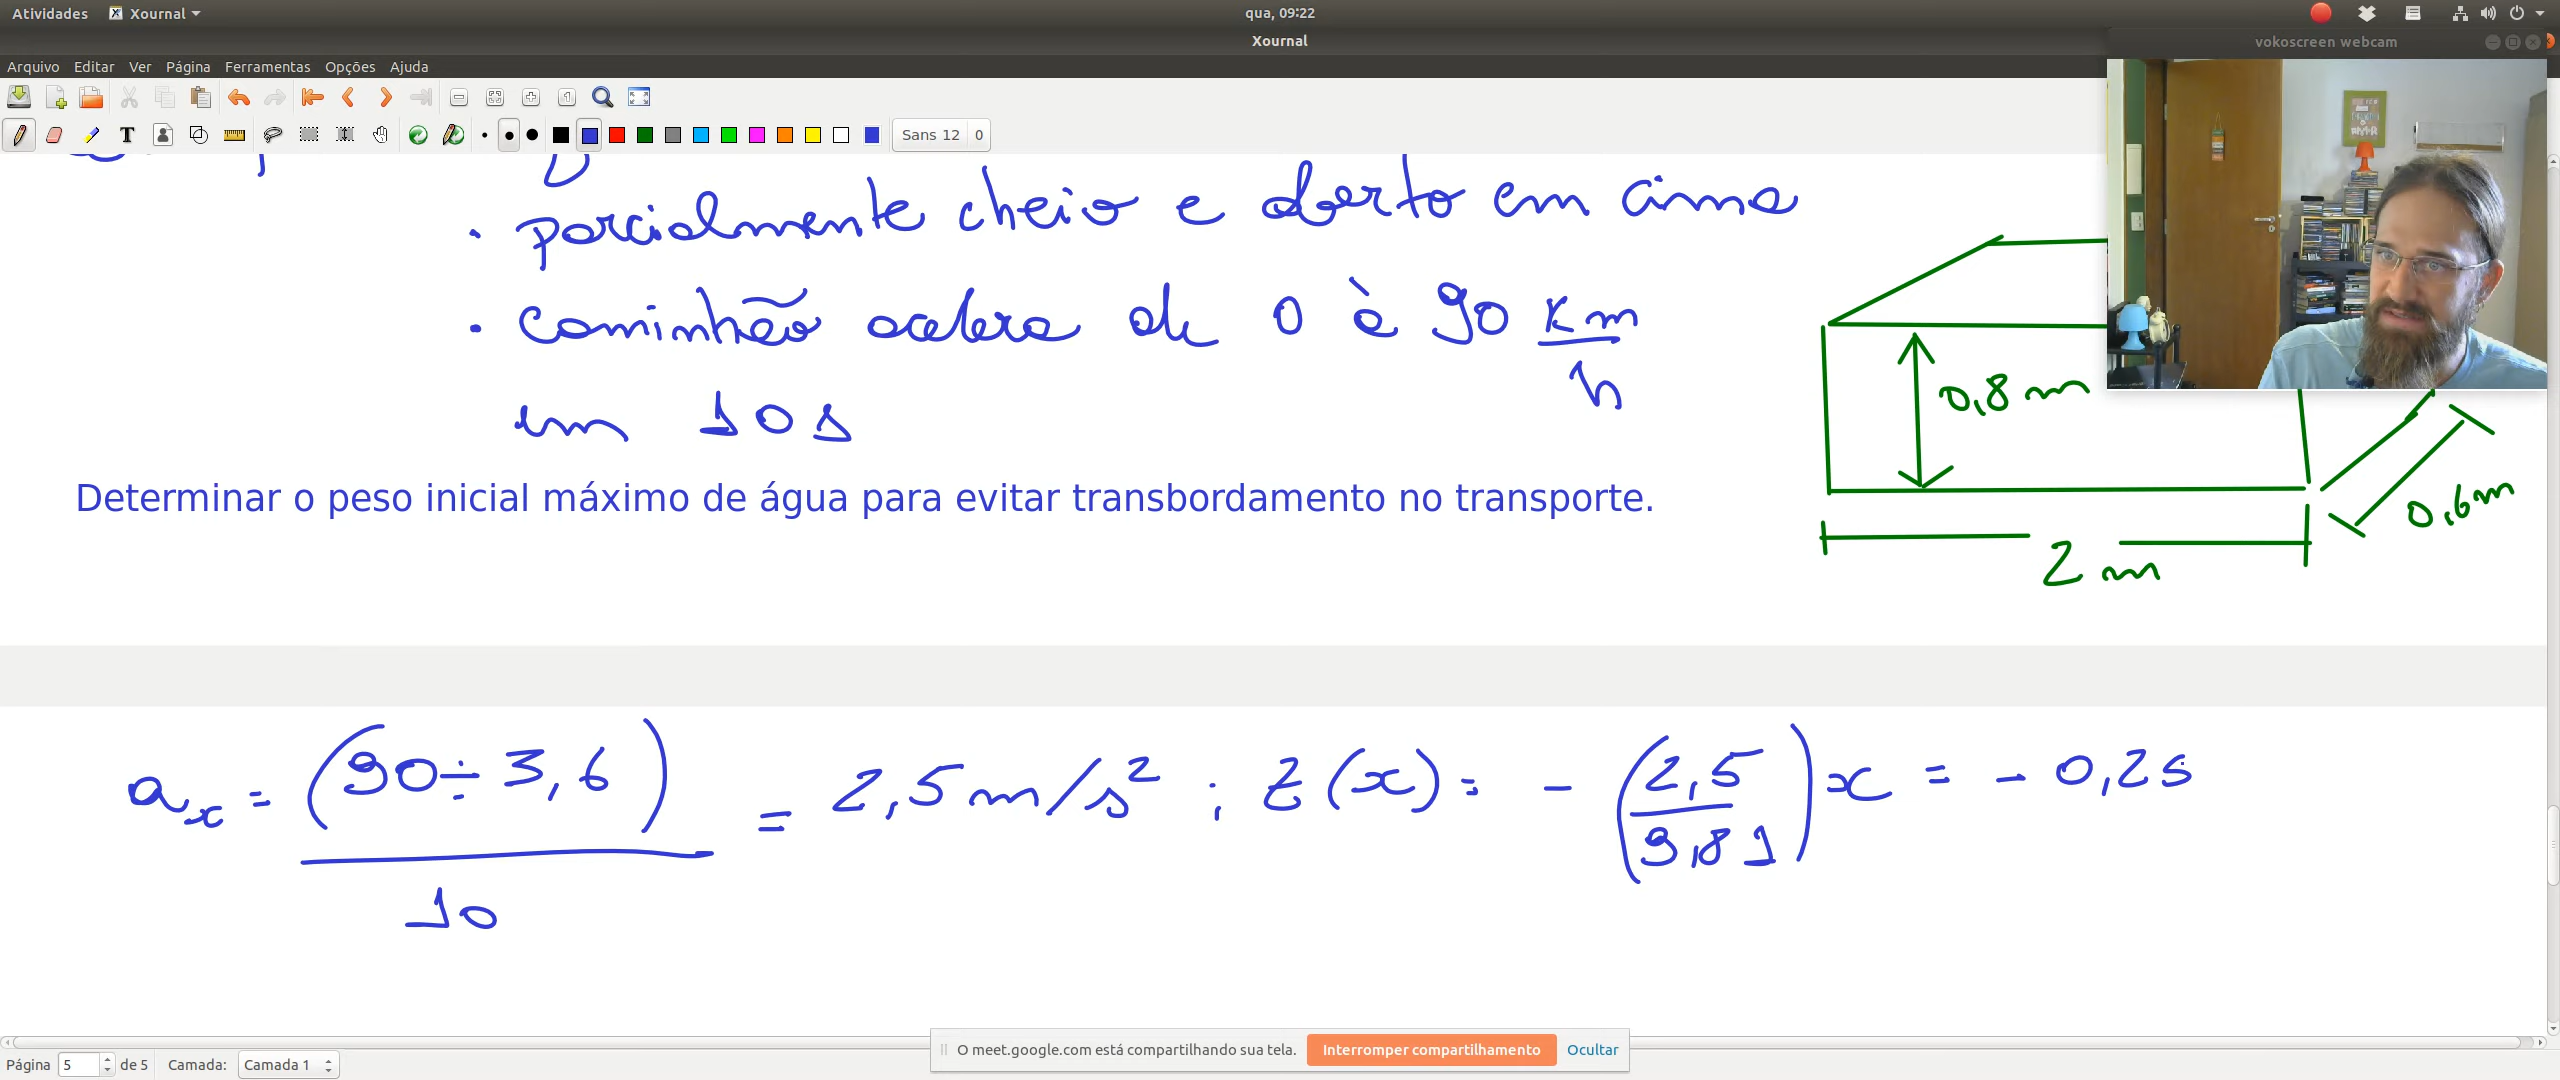 Atividades Xournal qua, 09:22
Xournal
vokoscreen webcam
Arquivo Editar Ver Página Ferramentas Opções Ajuda
T Sans 12 0
• parcialmente cheio e aberto em cima
• caminhão acelera de 0 à 90 km/h
em 10 s
0,8 m
Determinar o peso inicial máximo de água para evitar transbordamento no transporte.
0,6 m
2 m
aₓ = (90 ÷ 3,6)/10 = 2,5 m/s² ; Z(x) = - (2,5/9,81) x = - 0,25
O meet.google.com está compartilhando sua tela. Interromper compartilhamento Ocultar
Página 5 de 5 Camada: Camada 1